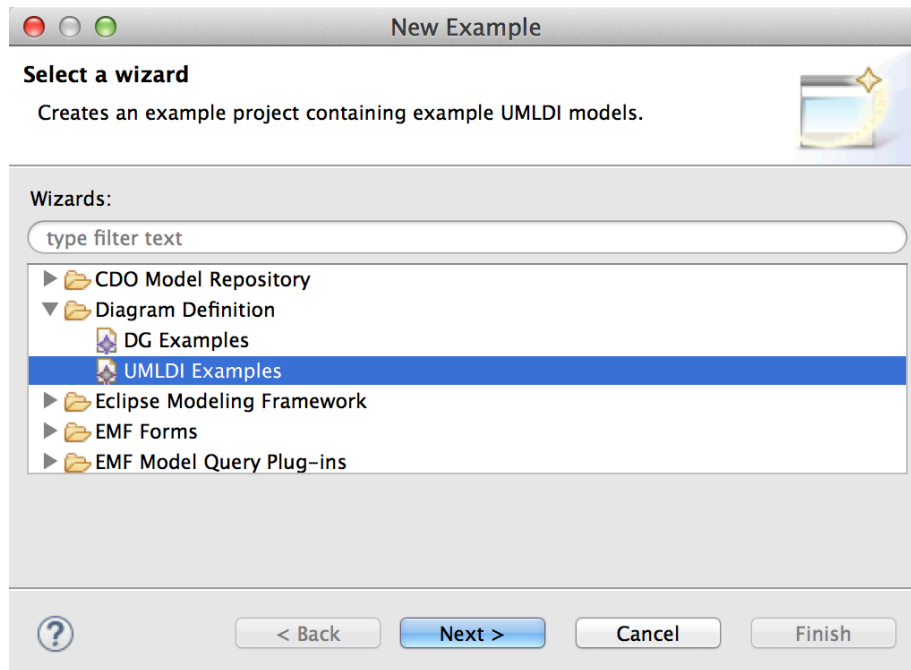 New Example
Select a wizard
Creates an example project containing example UMLDI models.
Wizards:
type filter text
CDO Model Repository
Diagram Definition
DG Examples
UMLDI Examples
Eclipse Modeling Framework
EMF Forms
EMF Model Query Plug-ins
? < Back Next > Cancel Finish